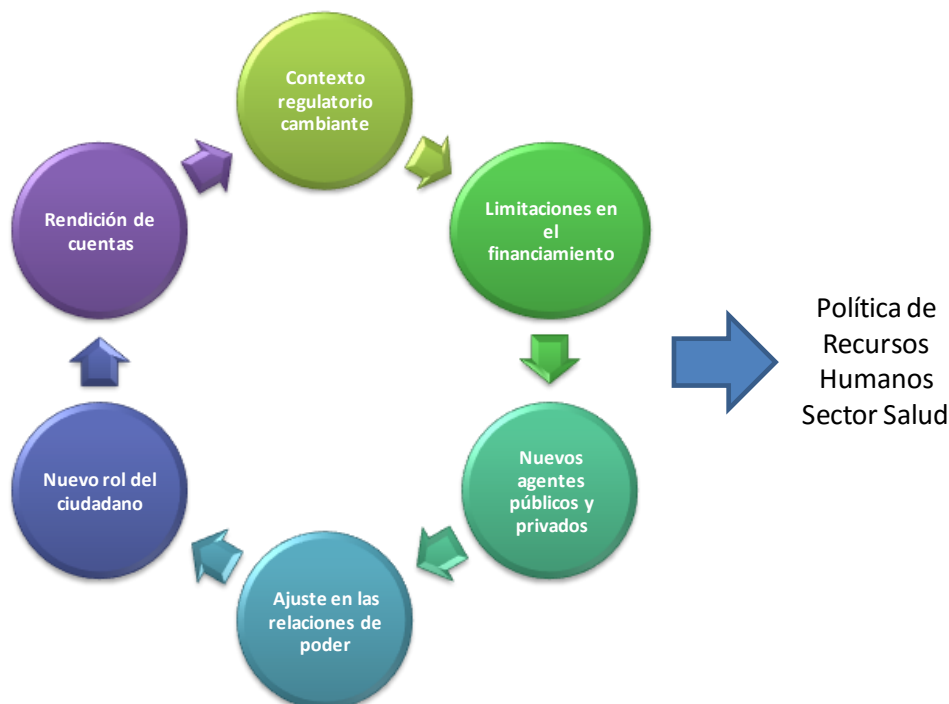 Contexto
regulatorio
cambiante
Limitaciones en
el
financiamiento
Nuevos
agentes
públicos y
privados
Ajuste en las
relaciones de
poder
Nuevo rol del
ciudadano
Rendición de
cuentas
Política de
Recursos
Humanos
Sector Salud